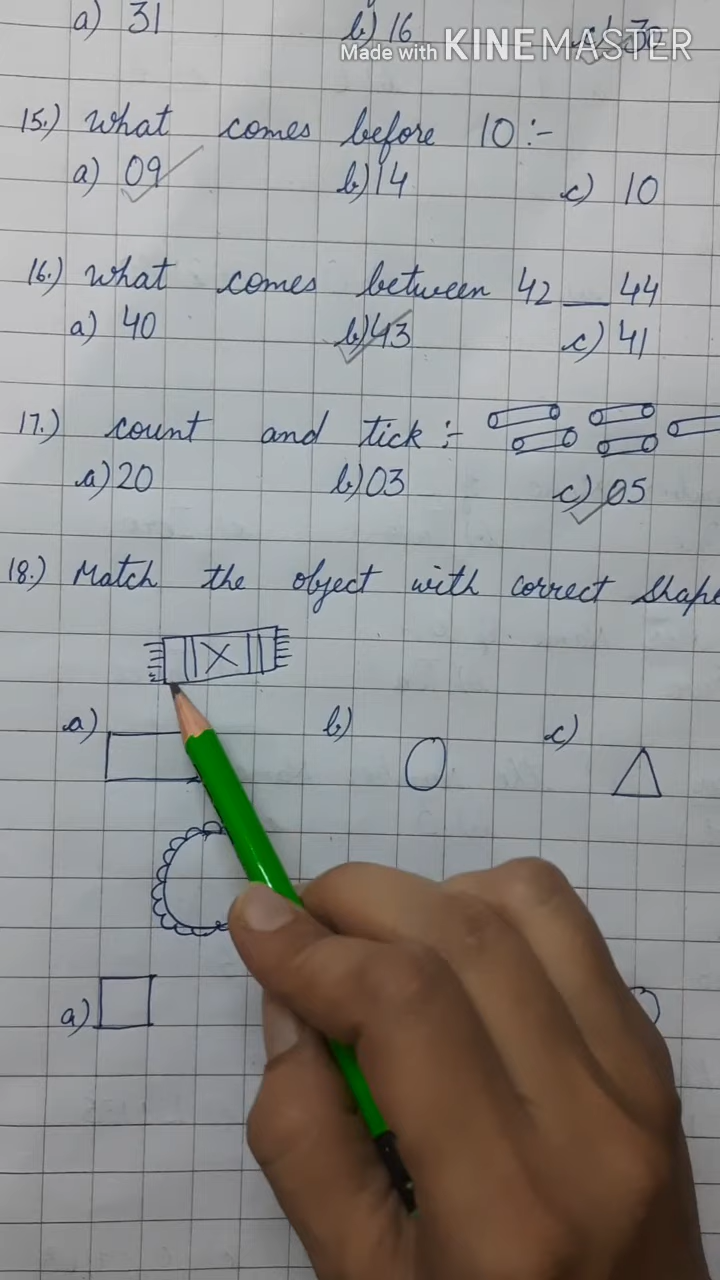 a) 31 b) 16 c) 30
Made with KINEMASTER
15.) What comes before 10 :-
a) 09 b) 14 c) 10
16.) What comes between 42 __ 44
a) 40 b) 43 c) 41
17.) count and tick :-
a) 20 b) 03 c) 05
18.) Match the object with correct shape
X
a) b) c)
a)